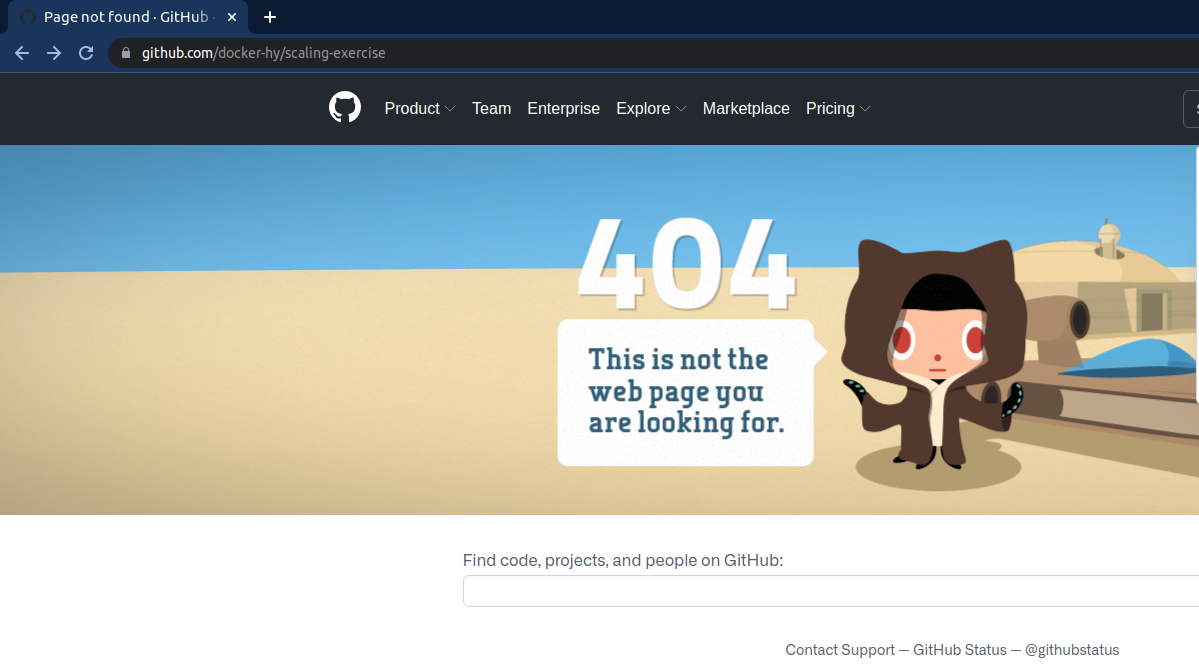 Page not found · GitHub ·
github.com/docker-hy/scaling-exercise
Product Team Enterprise Explore Marketplace Pricing
404
This is not the
web page you
are looking for.
Find code, projects, and people on GitHub:
Contact Support — GitHub Status — @githubstatus